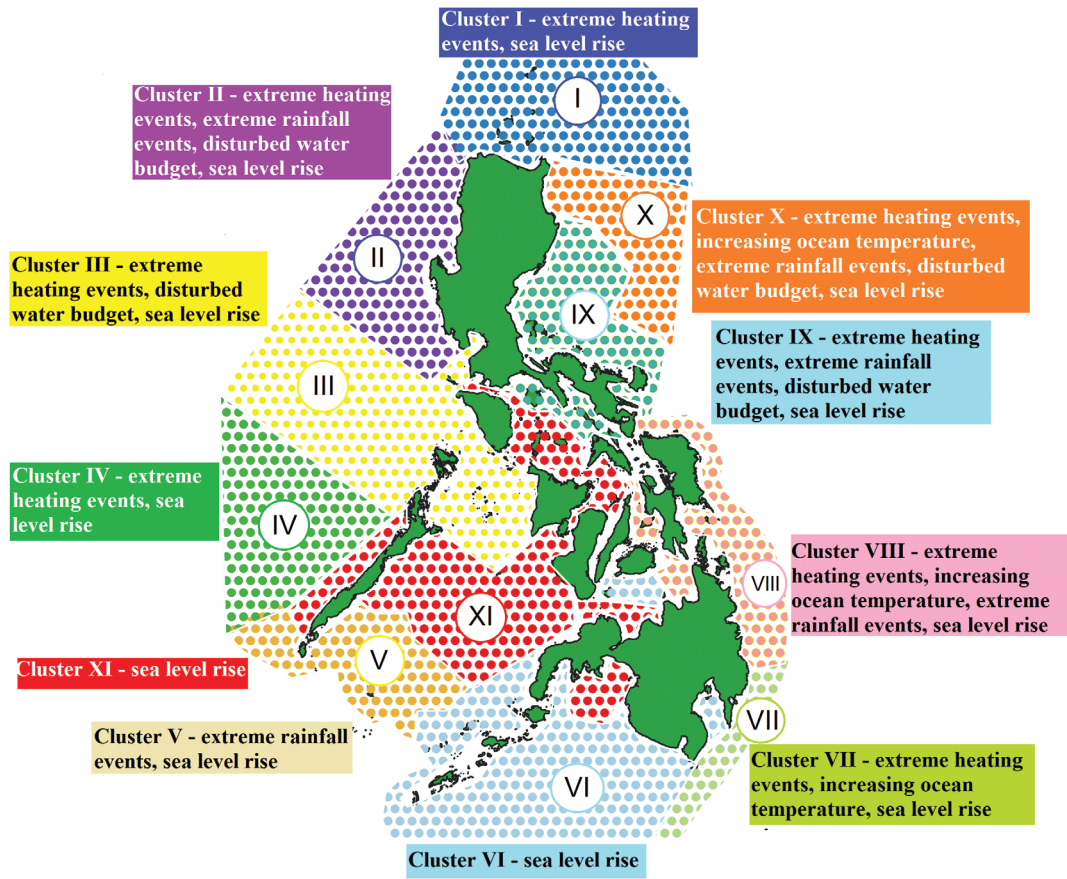 Cluster I - extreme heating
events, sea level rise
Cluster II - extreme heating
events, extreme rainfall
events, disturbed water
budget, sea level rise
I
X
Cluster X - extreme heating events,
increasing ocean temperature,
extreme rainfall events, disturbed
water budget, sea level rise
II
Cluster III - extreme
heating events, disturbed
water budget, sea level rise
IX
Cluster IX - extreme heating
events, extreme rainfall
events, disturbed water
budget, sea level rise
III
Cluster IV - extreme
heating events, sea
level rise
IV
Cluster VIII - extreme
heating events, increasing
ocean temperature, extreme
rainfall events, sea level rise
VIII
XI
Cluster XI - sea level rise
V
Cluster V - extreme rainfall
events, sea level rise
VII
Cluster VII - extreme heating
events, increasing ocean
temperature, sea level rise
VI
Cluster VI - sea level rise